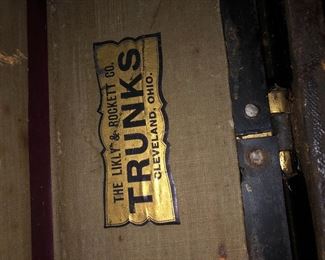 THE LIKLY & ROCKETT CO.
TRUNKS
CLEVELAND, OHIO.